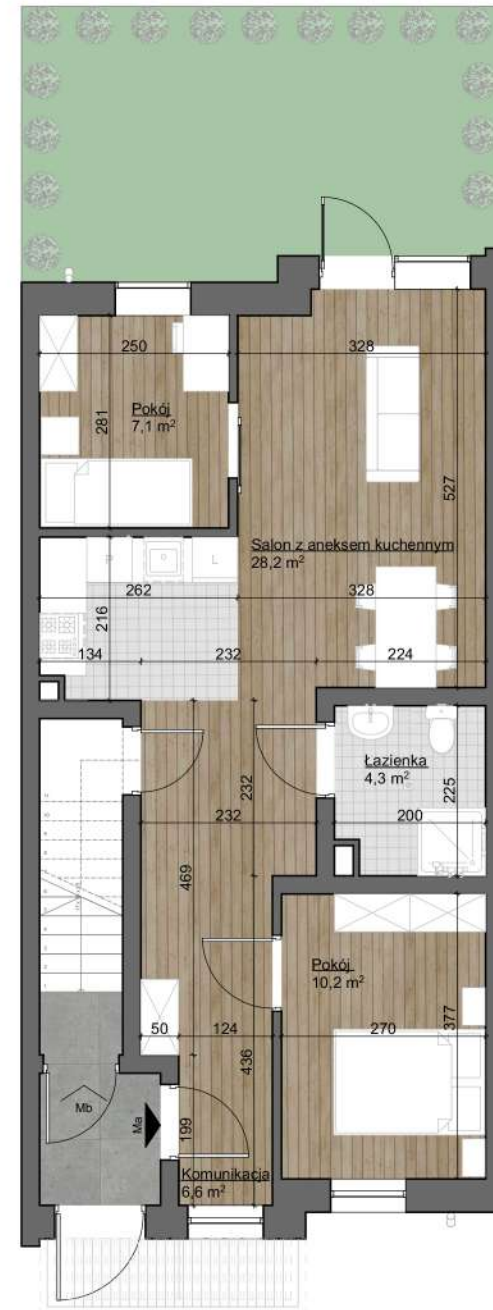 250
328
281
Pokój
7,1 m²
527
Salon z aneksem kuchennym
28,2 m²
262
328
216
134
232
224
L
Łazienka
4,3 m²
225
232
200
232
469
Pokój
10,2 m²
377
50
124
270
436
Mb
Ma
199
Komunikacja
6,6 m²